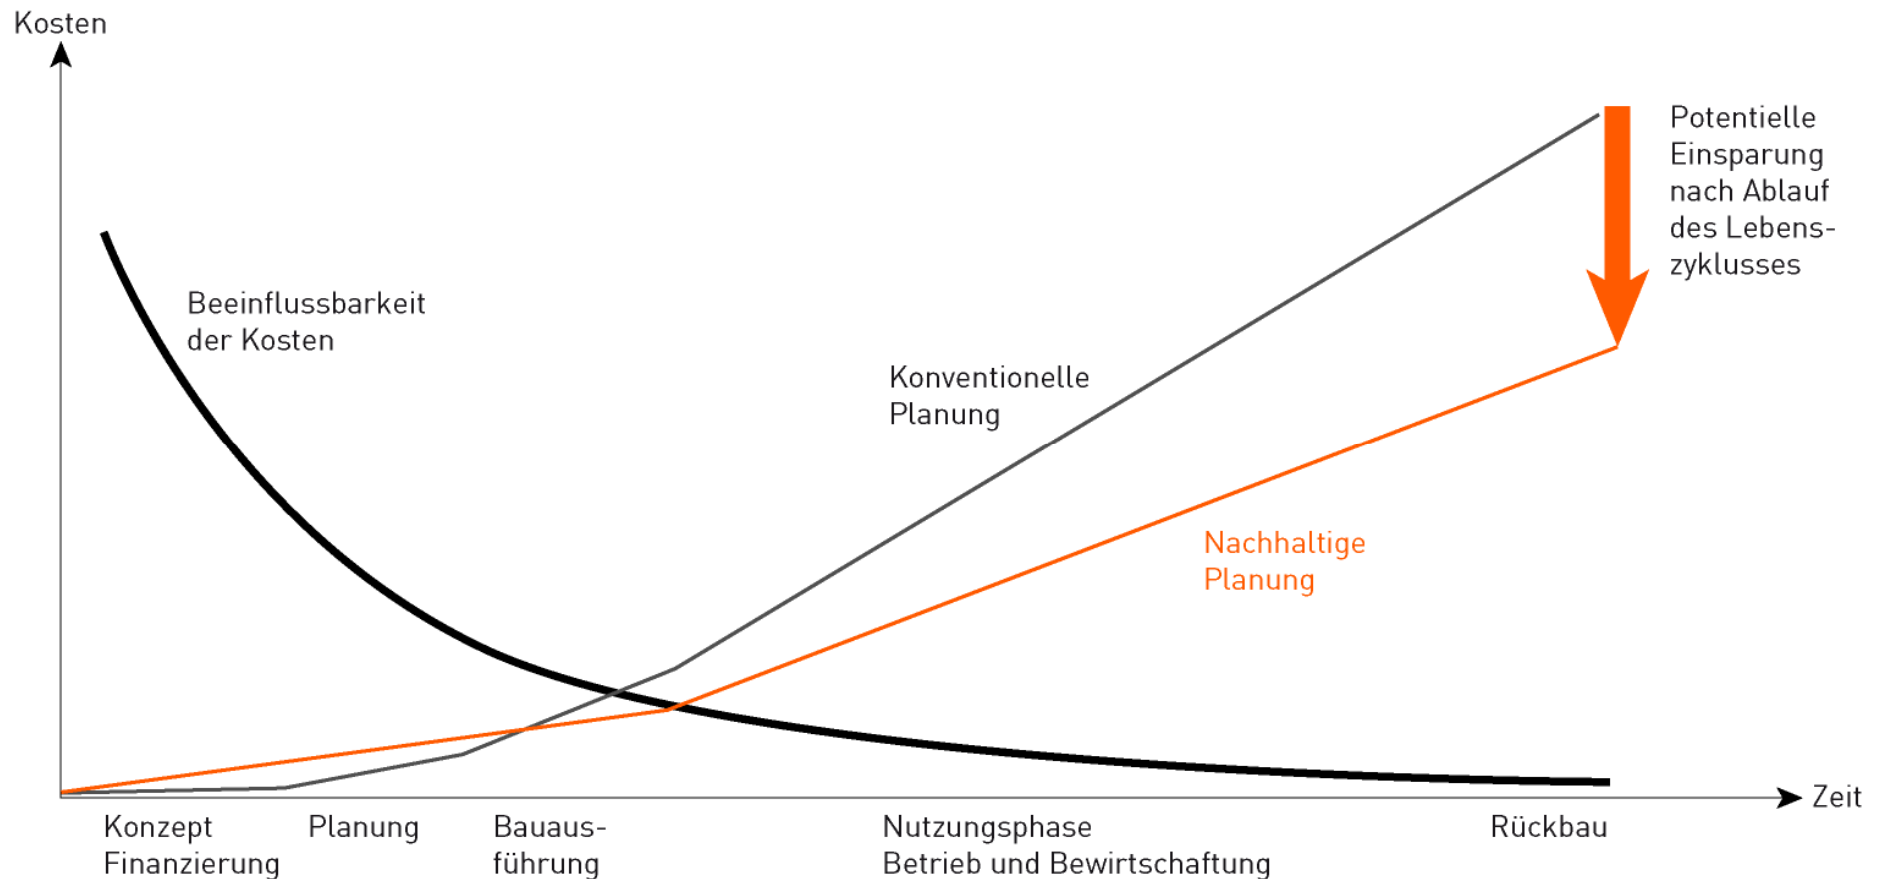 Kosten
Potentielle
Einsparung
nach Ablauf
des Lebens-
zyklusses
Beeinflussbarkeit
der Kosten
Konventionelle
Planung
Nachhaltige
Planung
Zeit
Konzept
Finanzierung
Planung
Bauaus-
führung
Nutzungsphase
Betrieb und Bewirtschaftung
Rückbau